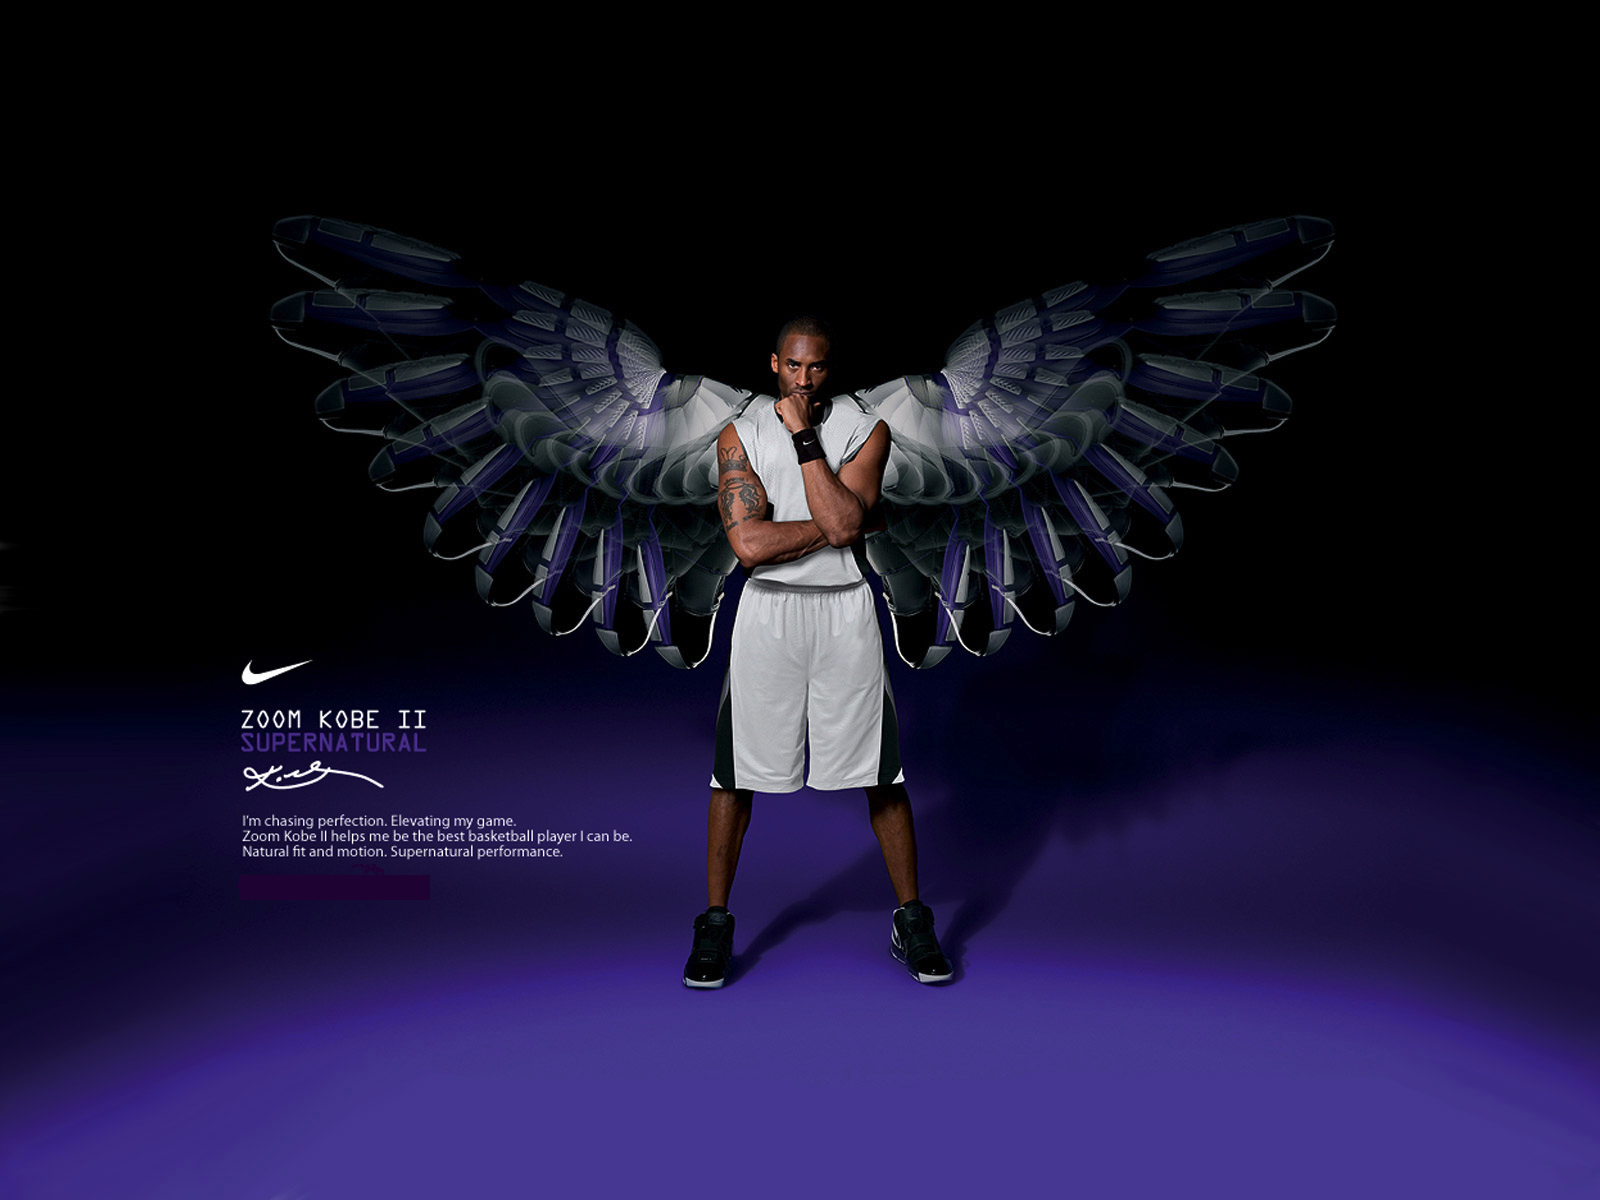 ZOOM KOBE II
SUPERNATURAL
I'm chasing perfection. Elevating my game.
Zoom Kobe II helps me be the best basketball player I can be.
Natural fit and motion. Supernatural performance.